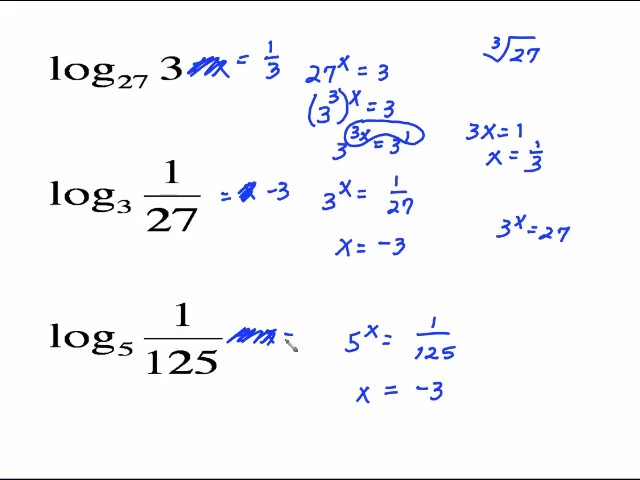 log₂₇ 3 = 1/3
27^x = 3
∛27
(3^3)^x = 3
3^3x = 3^1
3x = 1
x = 1/3
log₃ 1/27 = -3
3^x = 1/27
3^x = 27
x = -3
log₅ 1/125 =
5^x = 1/125
x = -3